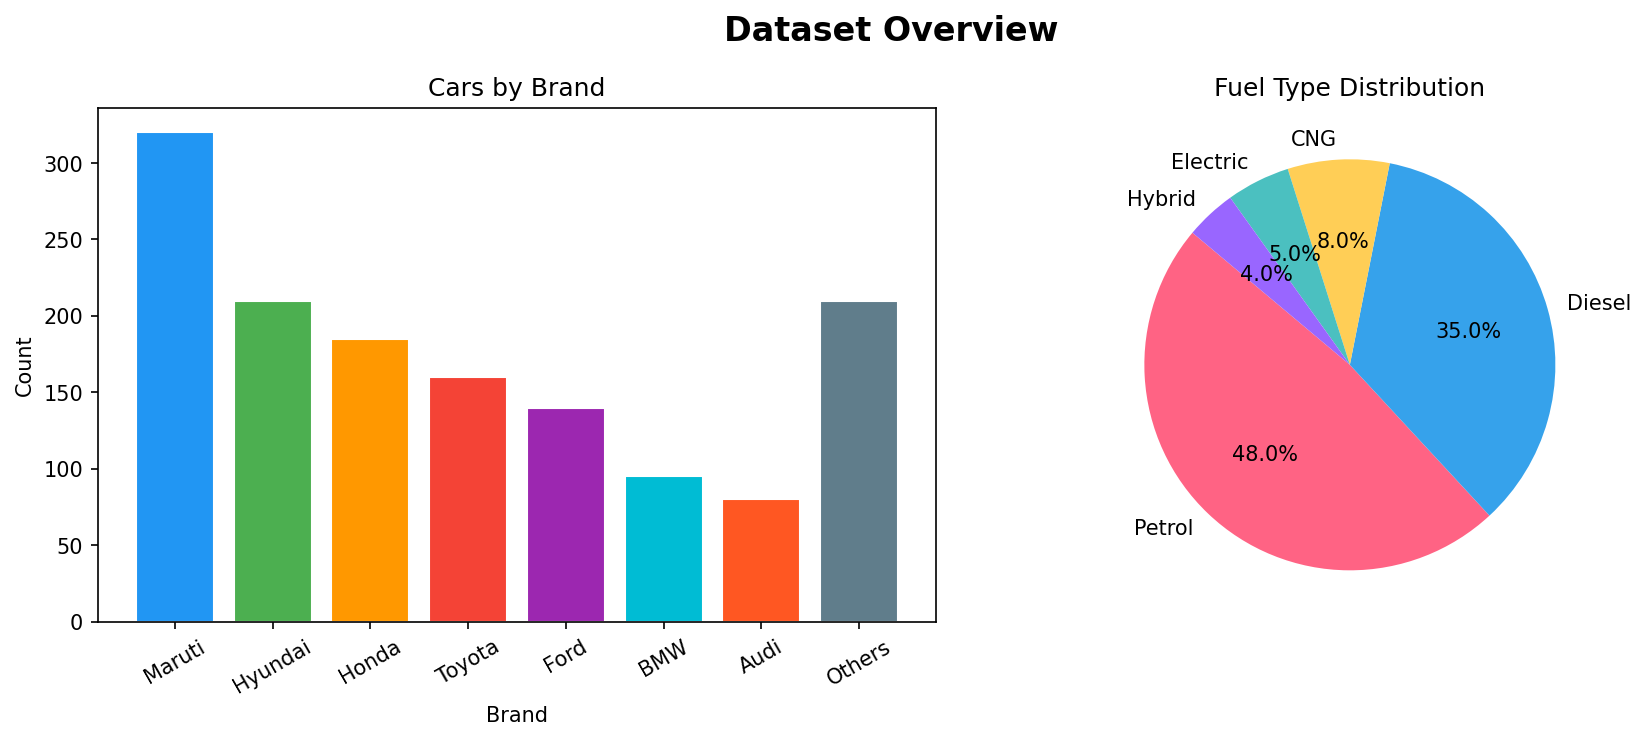 Dataset Overview
Cars by Brand
Count
300
250
200
150
100
50
0
Maruti
Hyundai
Honda
Toyota
Ford
BMW
Audi
Others
Brand
Fuel Type Distribution
CNG
Electric
Hybrid
8.0%
5.0%
4.0%
Diesel
35.0%
48.0%
Petrol